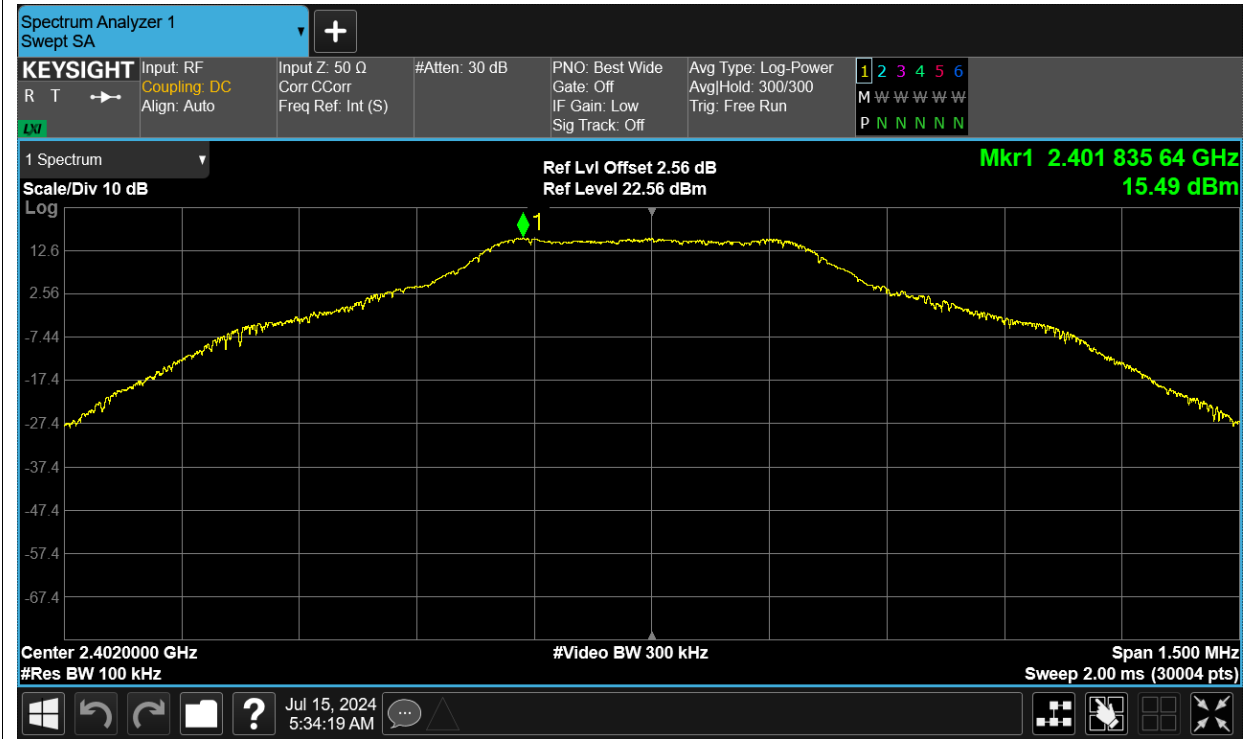 Spectrum Analyzer 1
Swept SA
KEYSIGHT
R T
LXI
Input: RF
Coupling: DC
Align: Auto
Input Z: 50 Ω
Corr CCorr
Freq Ref: Int (S)
#Atten: 30 dB
PNO: Best Wide
Gate: Off
IF Gain: Low
Sig Track: Off
Avg Type: Log-Power
Avg|Hold: 300/300
Trig: Free Run
1 2 3 4 5 6
M W W W W W
P N N N N N
1 Spectrum
Scale/Div 10 dB
Ref Lvl Offset 2.56 dB
Ref Level 22.56 dBm
Mkr1 2.401 835 64 GHz
15.49 dBm
Log
1
12.6
2.56
-7.44
-17.4
-27.4
-37.4
-47.4
-57.4
-67.4
Center 2.4020000 GHz
#Video BW 300 kHz
Span 1.500 MHz
#Res BW 100 kHz
Sweep 2.00 ms (30004 pts)
?
Jul 15, 2024
5:34:19 AM